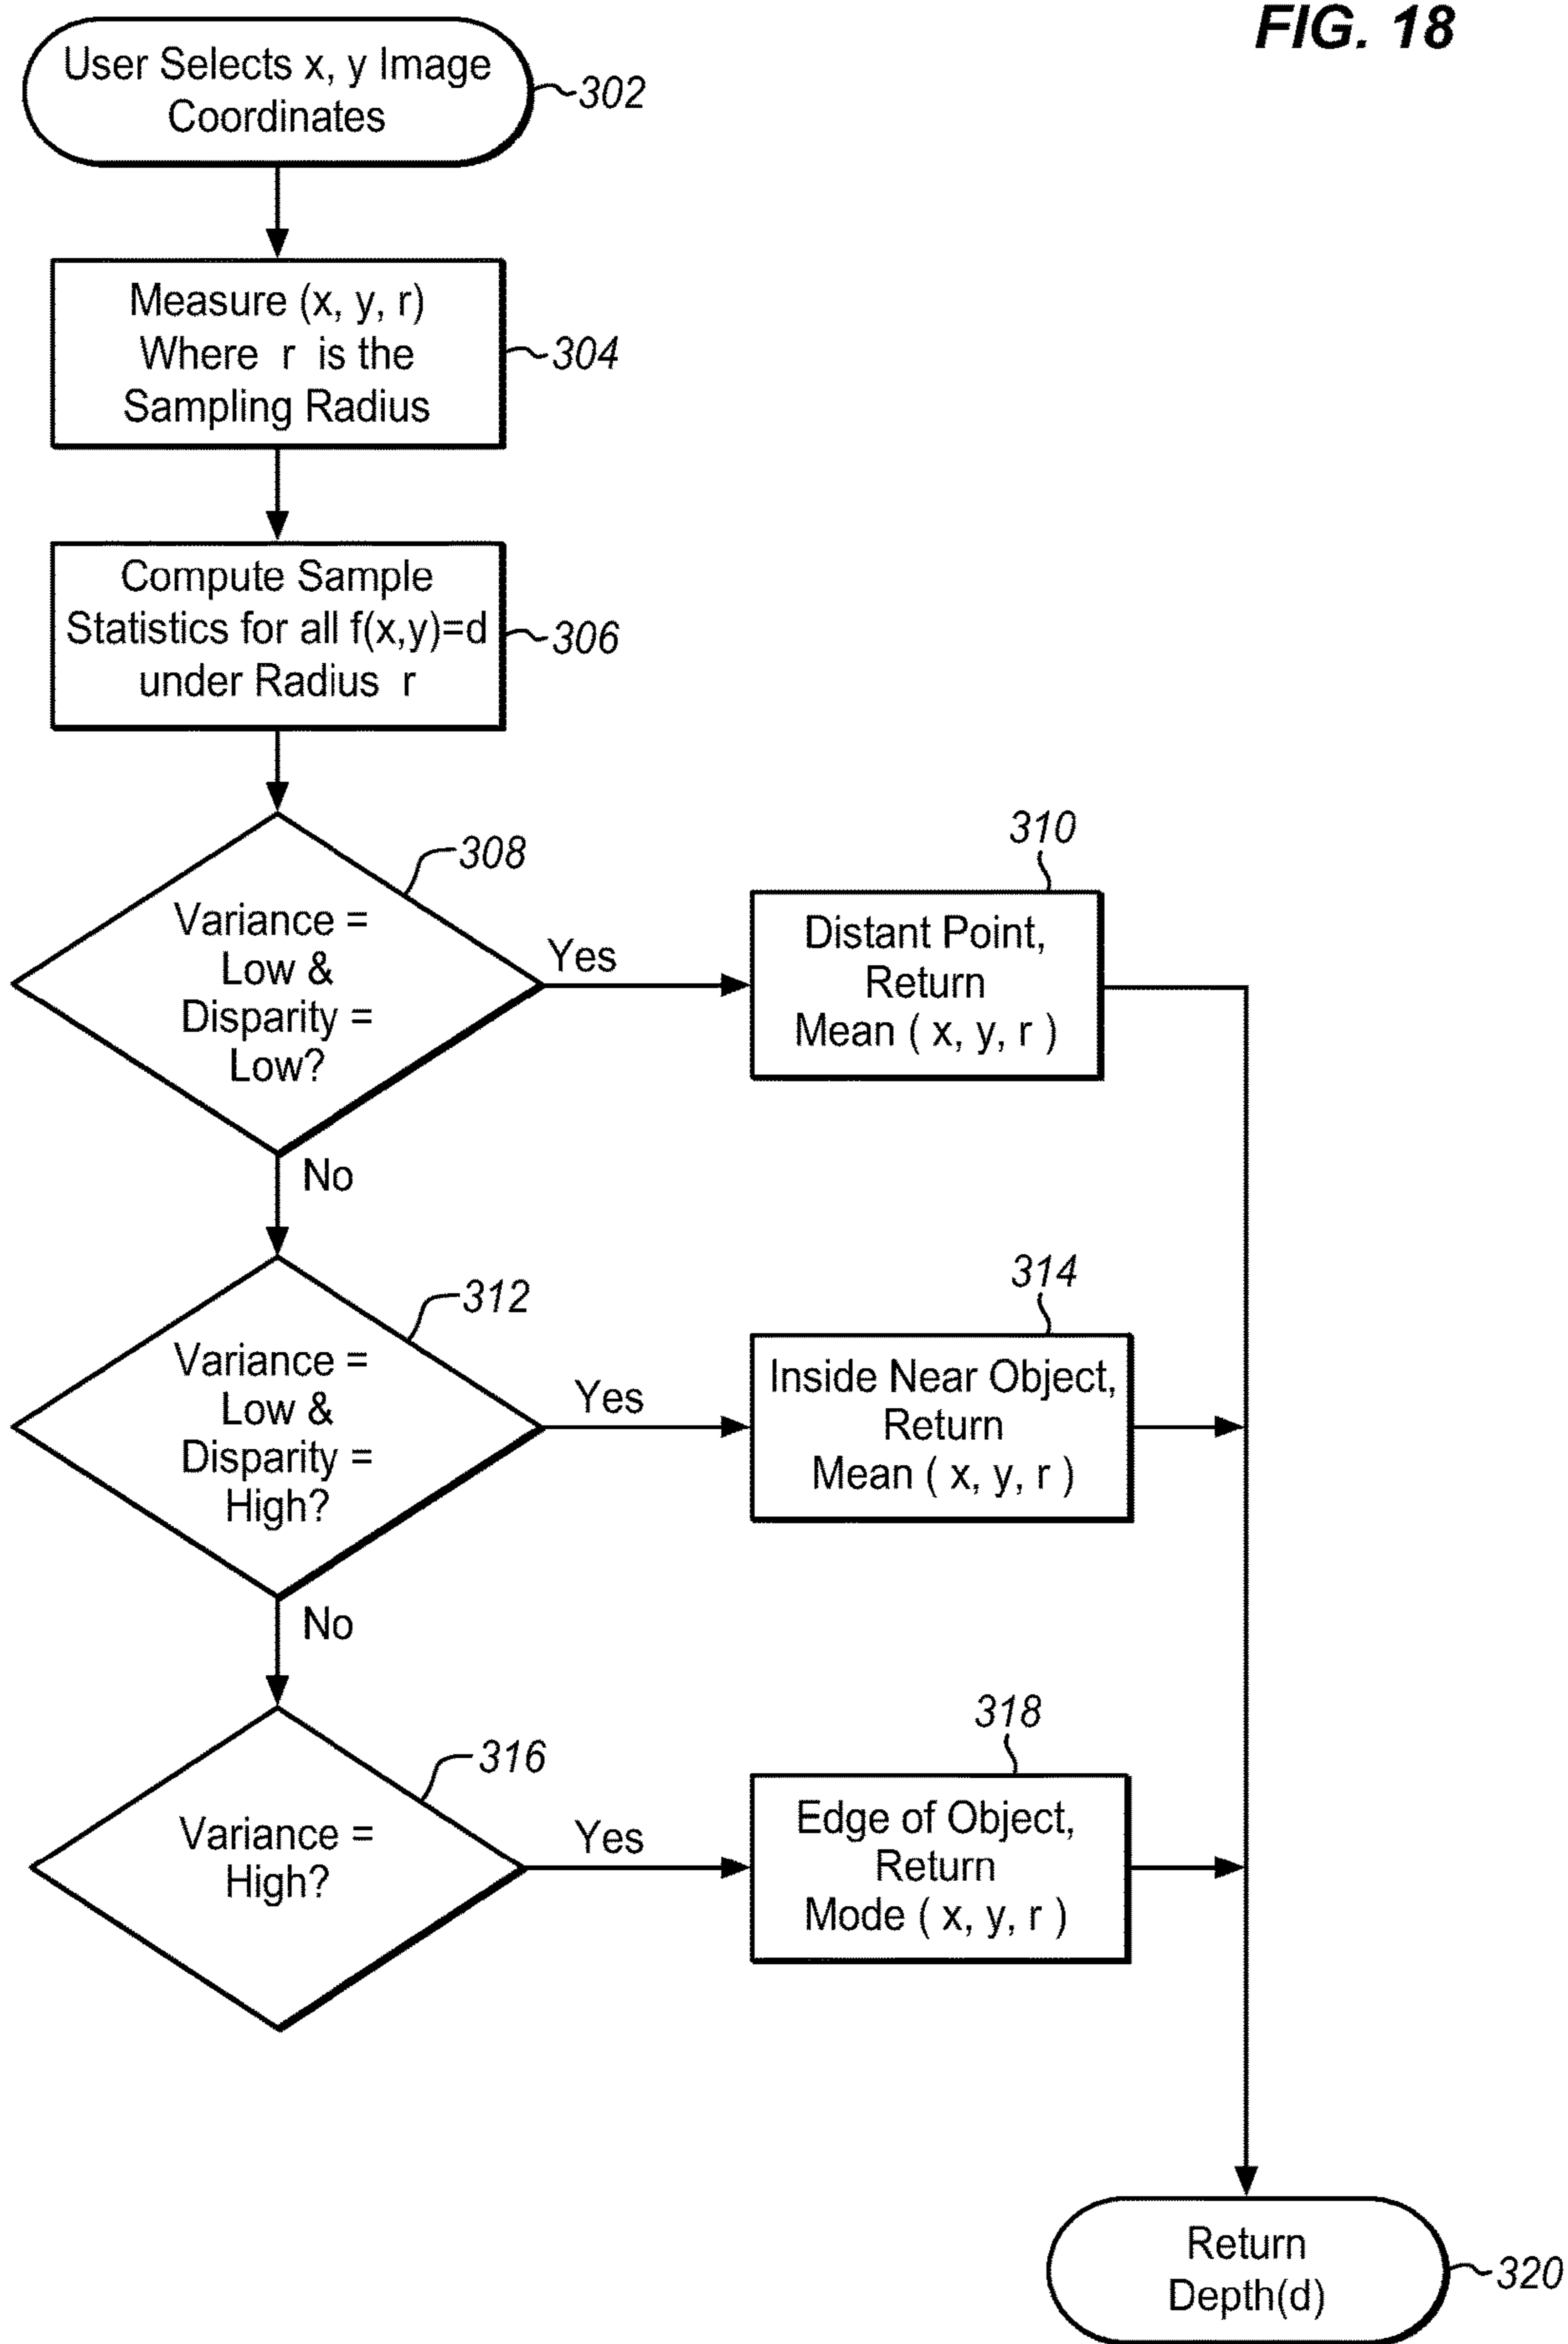 FIG. 18
User Selects x, y Image
Coordinates
302
Measure (x, y, r)
Where r is the
Sampling Radius
304
Compute Sample
Statistics for all f(x,y)=d
under Radius r
306
308
Variance =
Low &
Disparity =
Low?
Yes
310
Distant Point,
Return
Mean ( x, y, r )
No
312
Variance =
Low &
Disparity =
High?
Yes
314
Inside Near Object,
Return
Mean ( x, y, r )
No
316
Variance =
High?
Yes
318
Edge of Object,
Return
Mode ( x, y, r )
Return
Depth(d)
320